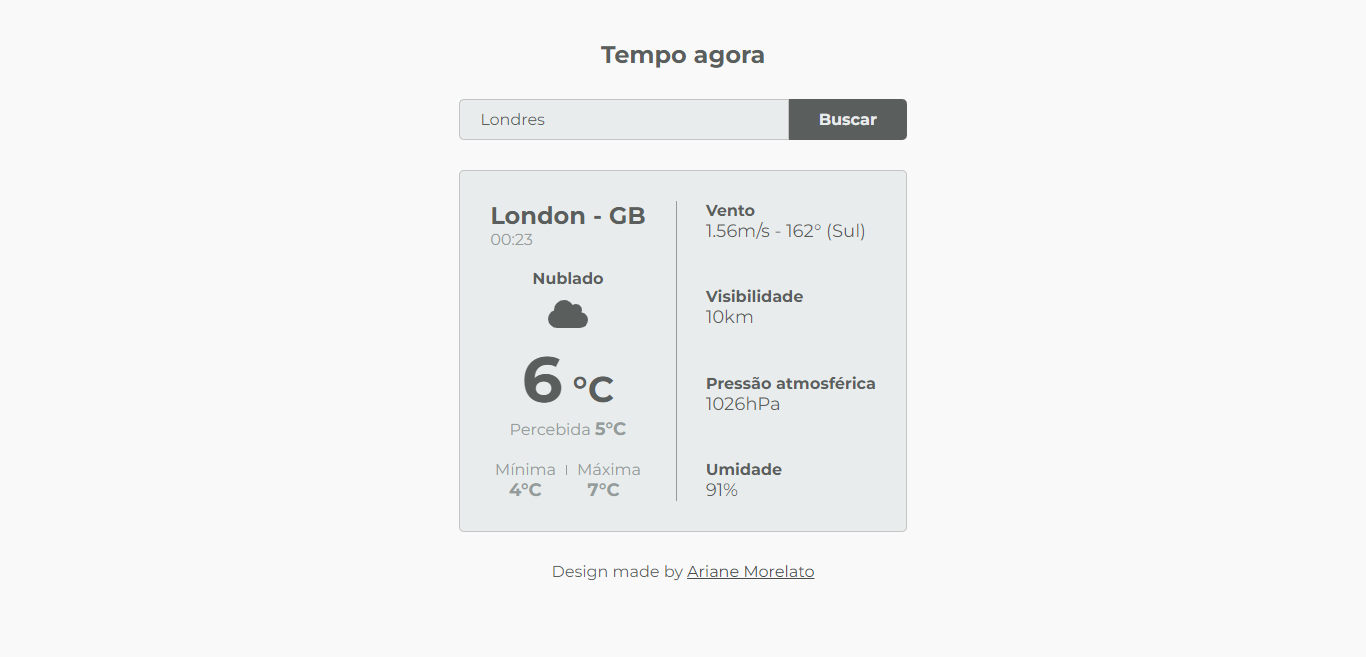 Tempo agora
Londres
Buscar
London - GB
00:23
Nublado
6 °C
Percebida 5°C
Mínima | Máxima
4°C 7°C
Vento
1.56m/s - 162° (Sul)
Visibilidade
10km
Pressão atmosférica
1026hPa
Umidade
91%
Design made by Ariane Morelato